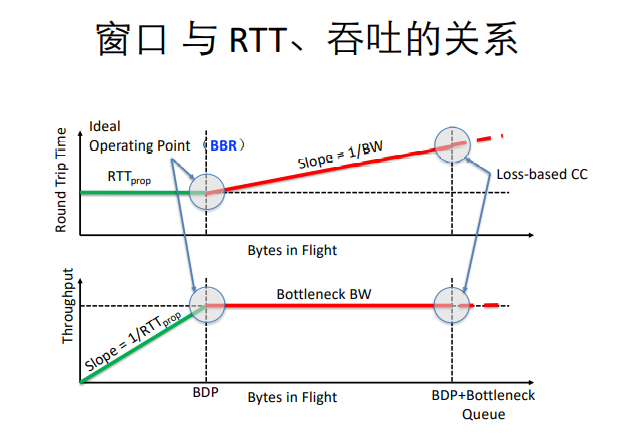 窗口 与 RTT、吞吐的关系
Ideal
Operating Point （BBR）
Round Trip Time
RTTprop
Slope = 1/BW
Loss-based CC
Bytes in Flight
Throughput
Slope = 1/RTTprop
Bottleneck BW
BDP
Bytes in Flight
BDP+Bottleneck
Queue